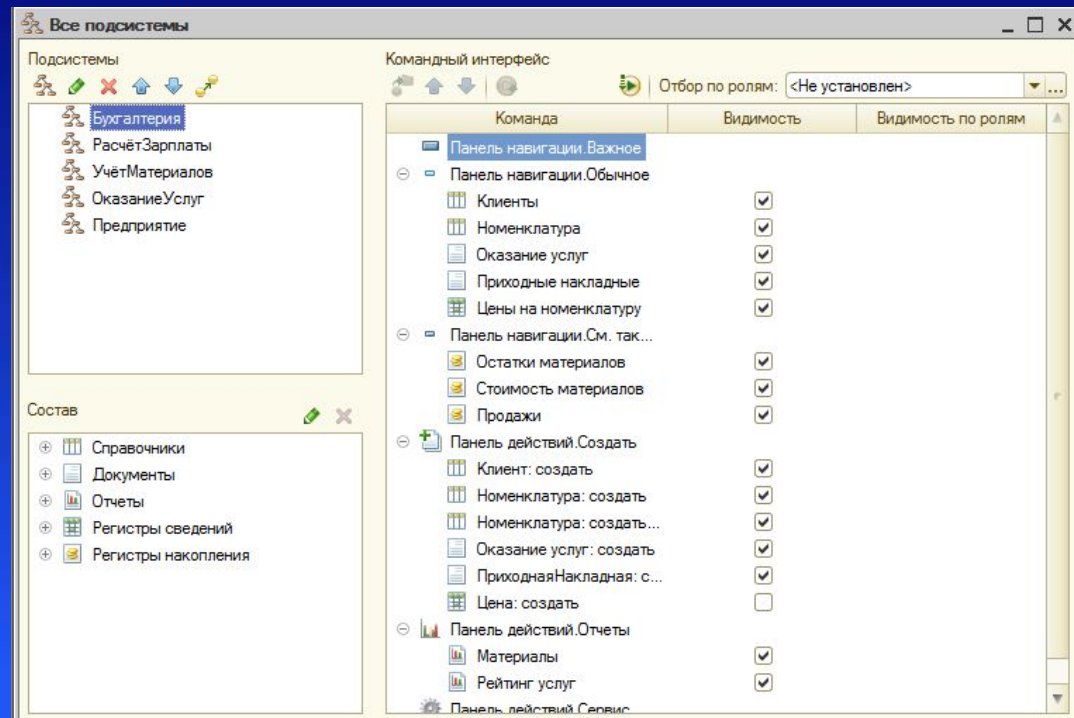 Все подсистемы
Подсистемы
Бухгалтерия
РасчётЗарплаты
УчётМатериалов
ОказаниеУслуг
Предприятие
Состав
Справочники
Документы
Отчеты
Регистры сведений
Регистры накопления
Командный интерфейс
Отбор по ролям: <Не установлен>
Команда Видимость Видимость по ролям
Панель навигации.Важное
Панель навигации.Обычное
Клиенты
Номенклатура
Оказание услуг
Приходные накладные
Цены на номенклатуру
Панель навигации.См. так...
Остатки материалов
Стоимость материалов
Продажи
Панель действий.Создать
Клиент: создать
Номенклатура: создать
Номенклатура: создать...
Оказание услуг: создать
ПриходнаяНакладная: с...
Цена: создать
Панель действий.Отчеты
Материалы
Рейтинг услуг
Панель действий.Сервис